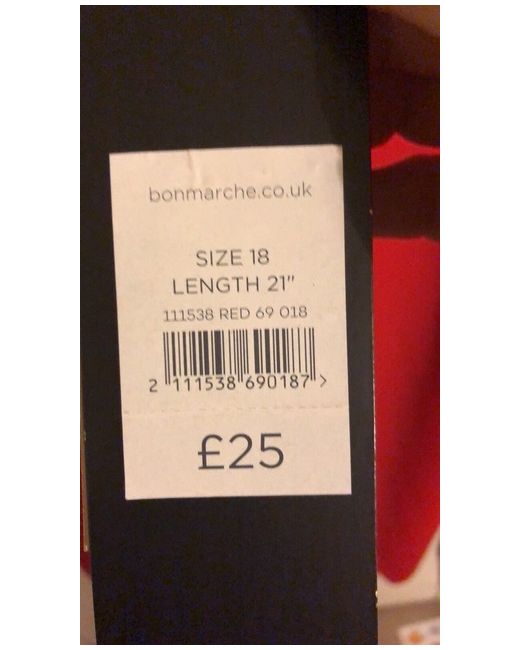 bonmarche.co.uk
SIZE 18
LENGTH 21"
111538 RED 69 018
2 111538 690187 >
£25